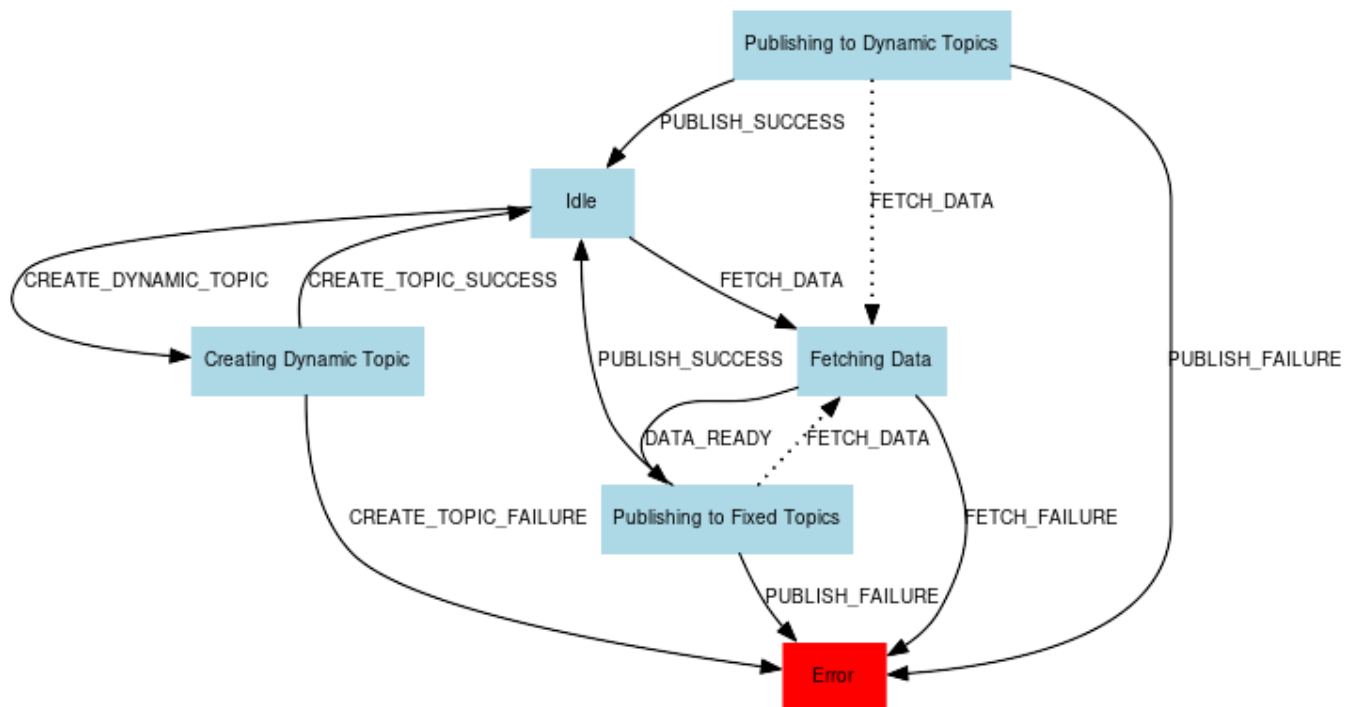 Publishing to Dynamic Topics
PUBLISH_SUCCESS
Idle
FETCH_DATA
CREATE_DYNAMIC_TOPIC
CREATE_TOPIC_SUCCESS
FETCH_DATA
Creating Dynamic Topic
PUBLISH_SUCCESS
Fetching Data
PUBLISH_FAILURE
DATA_READY
FETCH_DATA
CREATE_TOPIC_FAILURE
Publishing to Fixed Topics
FETCH_FAILURE
PUBLISH_FAILURE
Error